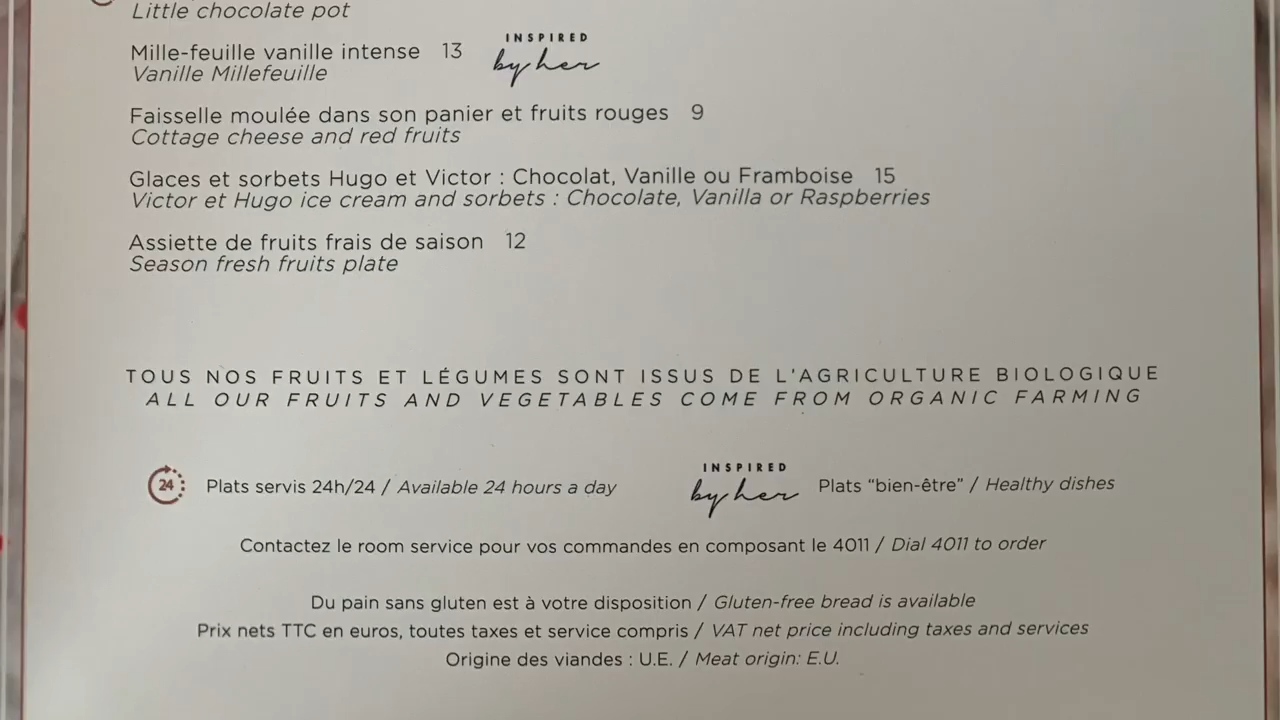 Little chocolate pot
Mille-feuille vanille intense 13 INSPIRED by her
Vanille Millefeuille
Faisselle moulée dans son panier et fruits rouges 9
Cottage cheese and red fruits
Glaces et sorbets Hugo et Victor : Chocolat, Vanille ou Framboise 15
Victor et Hugo ice cream and sorbets : Chocolate, Vanilla or Raspberries
Assiette de fruits frais de saison 12
Season fresh fruits plate
TOUS NOS FRUITS ET LÉGUMES SONT ISSUS DE L'AGRICULTURE BIOLOGIQUE
ALL OUR FRUITS AND VEGETABLES COME FROM ORGANIC FARMING
24 Plats servis 24h/24 / Available 24 hours a day INSPIRED by her Plats “bien-être” / Healthy dishes
Contactez le room service pour vos commandes en composant le 4011 / Dial 4011 to order
Du pain sans gluten est à votre disposition / Gluten-free bread is available
Prix nets TTC en euros, toutes taxes et service compris / VAT net price including taxes and services
Origine des viandes : U.E. / Meat origin: E.U.